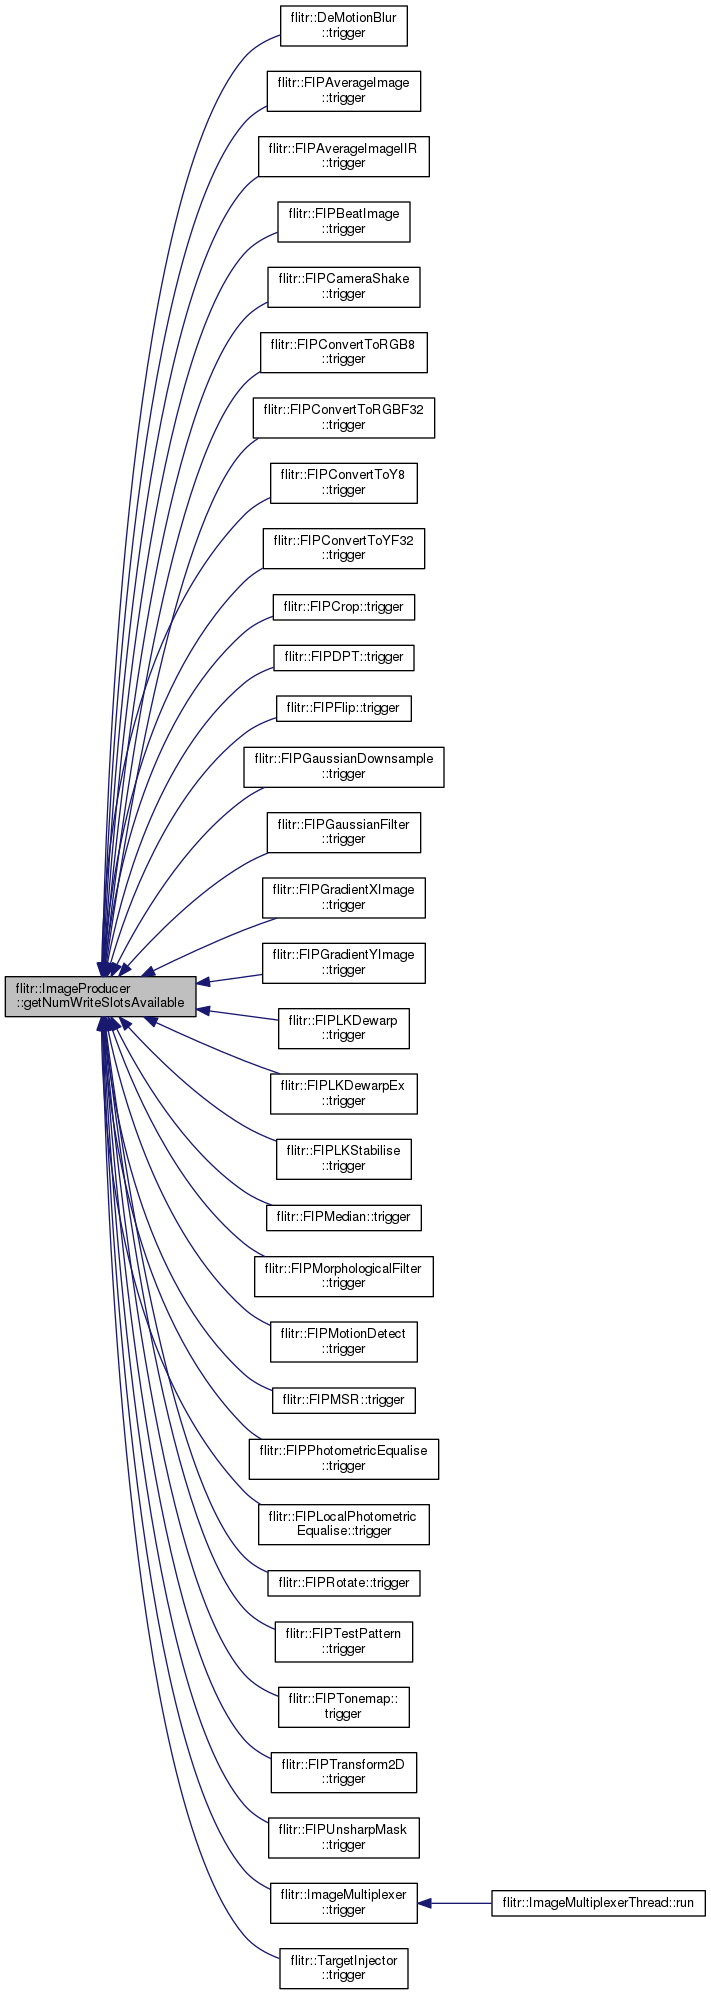 flitr::DeMotionBlur
::trigger
flitr::FIPAverageImage
::trigger
flitr::FIPAverageImageIIR
::trigger
flitr::FIPBeatImage
::trigger
flitr::FIPCameraShake
::trigger
flitr::FIPConvertToRGB8
::trigger
flitr::FIPConvertToRGBF32
::trigger
flitr::FIPConvertToY8
::trigger
flitr::FIPConvertToYF32
::trigger
flitr::FIPCrop::trigger
flitr::FIPDPT::trigger
flitr::FIPFlip::trigger
flitr::FIPGaussianDownsample
::trigger
flitr::FIPGaussianFilter
::trigger
flitr::FIPGradientXImage
::trigger
flitr::FIPGradientYImage
::trigger
flitr::ImageProducer
::getNumWriteSlotsAvailable
flitr::FIPLKDewarp
::trigger
flitr::FIPLKDewarpEx
::trigger
flitr::FIPLKStabilise
::trigger
flitr::FIPMedian::trigger
flitr::FIPMorphologicalFilter
::trigger
flitr::FIPMotionDetect
::trigger
flitr::FIPMSR::trigger
flitr::FIPPhotometricEqualise
::trigger
flitr::FIPLocalPhotometric
Equalise::trigger
flitr::FIPRotate::trigger
flitr::FIPTestPattern
::trigger
flitr::FIPTonemap::
trigger
flitr::FIPTransform2D
::trigger
flitr::FIPUnsharpMask
::trigger
flitr::ImageMultiplexer
::trigger
flitr::ImageMultiplexerThread::run
flitr::TargetInjector
::trigger